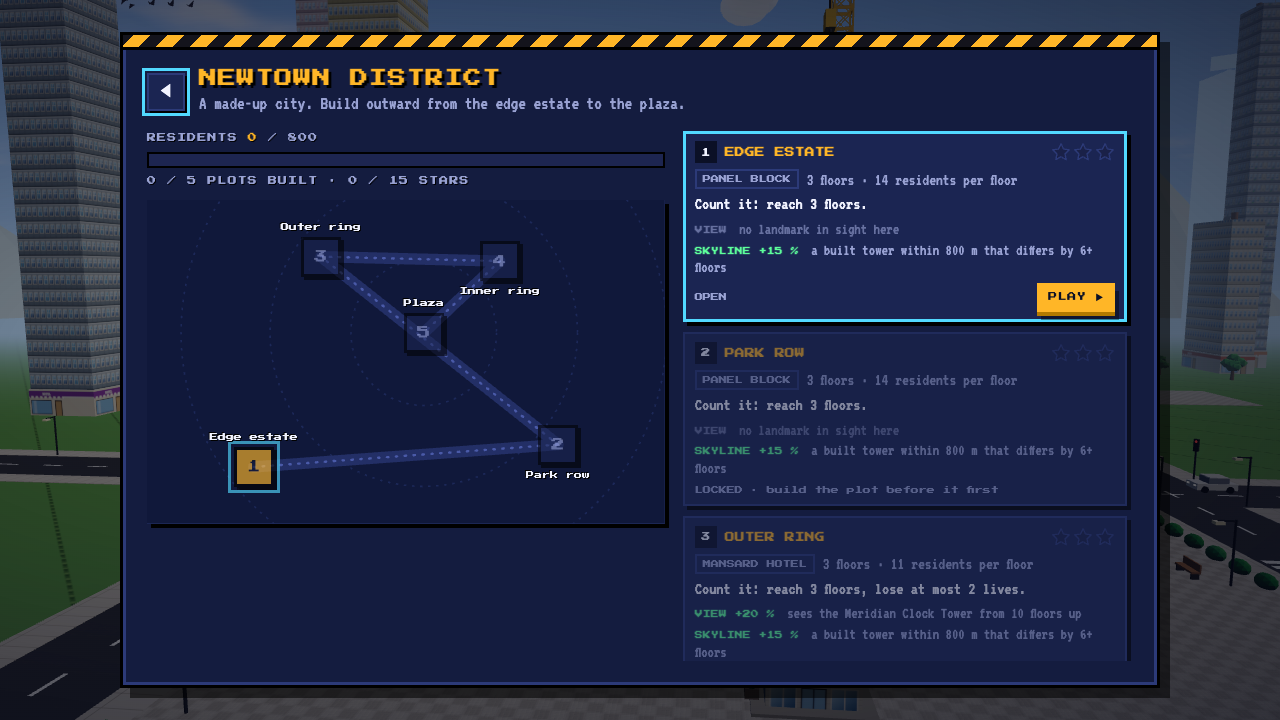 NEWTOWN DISTRICT
A made-up city. Build outward from the edge estate to the plaza.
RESIDENTS 0 / 800
0 / 5 PLOTS BUILT · 0 / 15 STARS
Outer ring
3
4
Inner ring
Plaza
5
Edge estate
1
2
Park row
1 EDGE ESTATE
PANEL BLOCK 3 floors · 14 residents per floor
Count it: reach 3 floors.
VIEW no landmark in sight here
SKYLINE +15 % a built tower within 800 m that differs by 6+
floors
OPEN
PLAY
2 PARK ROW
PANEL BLOCK 3 floors · 14 residents per floor
Count it: reach 3 floors.
VIEW no landmark in sight here
SKYLINE +15 % a built tower within 800 m that differs by 6+
floors
LOCKED · build the plot before it first
3 OUTER RING
MANSARD HOTEL 3 floors · 11 residents per floor
Count it: reach 3 floors, lose at most 2 lives.
VIEW +20 % sees the Meridian Clock Tower from 10 floors up
SKYLINE +15 % a built tower within 800 m that differs by 6+
floors